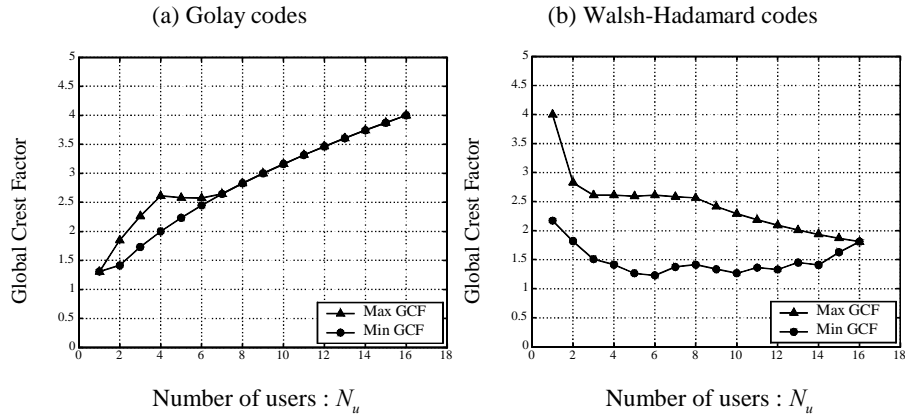 (a) Golay codes
5
4.5
4
3.5
3
2.5
2
1.5
1
0.5
0
0 2 4 6 8 10 12 14 16 18
Global Crest Factor
Max GCF
Min GCF
Number of users : N_u
(b) Walsh-Hadamard codes
5
4.5
4
3.5
3
2.5
2
1.5
1
0.5
0
0 2 4 6 8 10 12 14 16 18
Global Crest Factor
Max GCF
Min GCF
Number of users : N_u